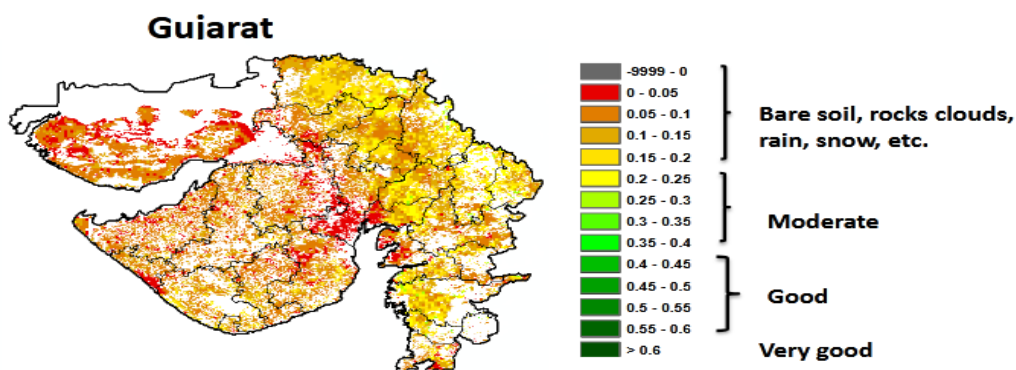 Gujarat
-9999 - 0
0 - 0.05
0.05 - 0.1
0.1 - 0.15
0.15 - 0.2
0.2 - 0.25
0.25 - 0.3
0.3 - 0.35
0.35 - 0.4
0.4 - 0.45
0.45 - 0.5
0.5 - 0.55
0.55 - 0.6
> 0.6
Bare soil, rocks clouds,
rain, snow, etc.
Moderate
Good
Very good